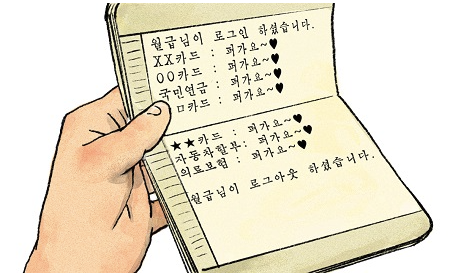 월급님이 로그인 하셨습니다.
XX카드 : 퍼가요~♥
OO카드 : 퍼가요~♥
국민연금 : 퍼가요~♥
ㅁ카드 : 퍼가요~♥
★★카드 : 퍼가요~♥
자동차할부: 퍼가요~♥
의료보험 : 퍼가요~♥
월급님이 로그아웃 하셨습니다.